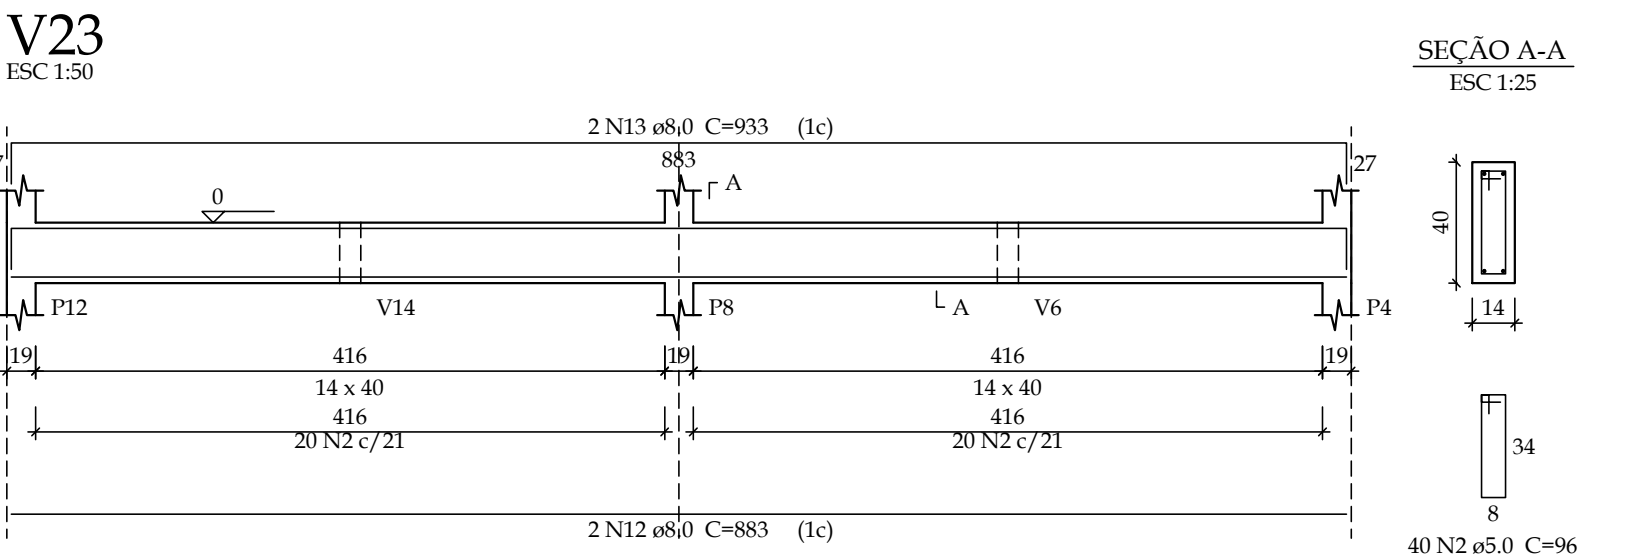 V23
ESC 1:50
SEÇÃO A-A
ESC 1:25
2 N13 ø8.0 C=933 (1c)
883
27
A
0
40
P12
V14
P8
A
V6
P4
14
19
416
19
416
19
14 x 40
14 x 40
416
416
20 N2 c/21
20 N2 c/21
34
8
2 N12 ø8.0 C=883 (1c)
40 N2 ø5.0 C=96